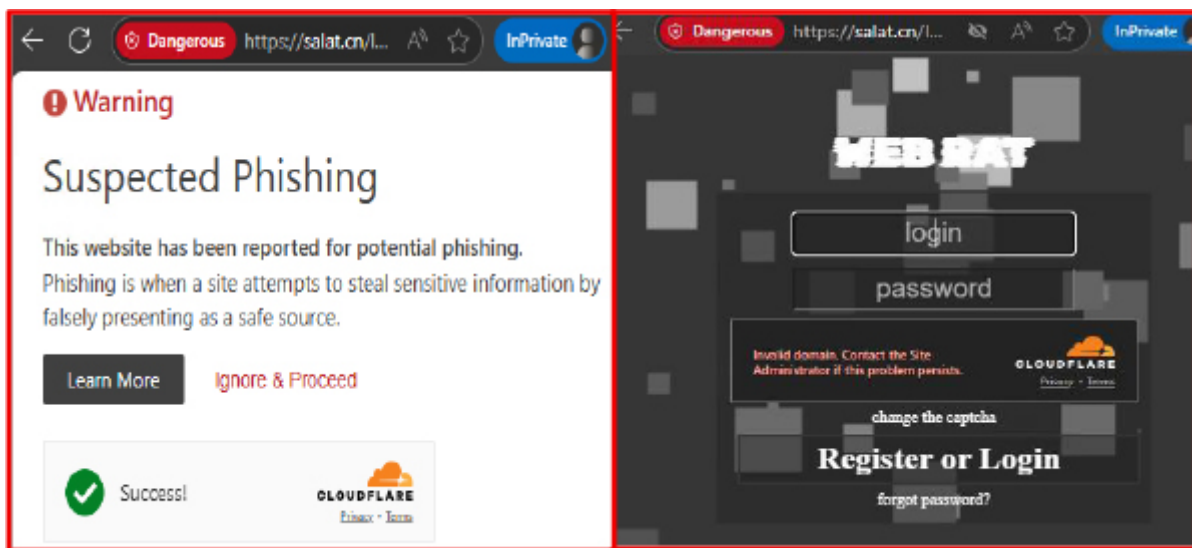 Dangerous https://salat.cn/l... InPrivate
Warning
Suspected Phishing
This website has been reported for potential phishing.
Phishing is when a site attempts to steal sensitive information by
falsely presenting as a safe source.
Learn More Ignore & Proceed
Success!
CLOUDFLARE
Privacy • Terms
Dangerous https://salat.cn/l... InPrivate
WEB RAT
login
password
Invalid domain. Contact the Site
Administrator if this problem persists.
CLOUDFLARE
Privacy • Terms
change the captcha
Register or Login
forgot password?